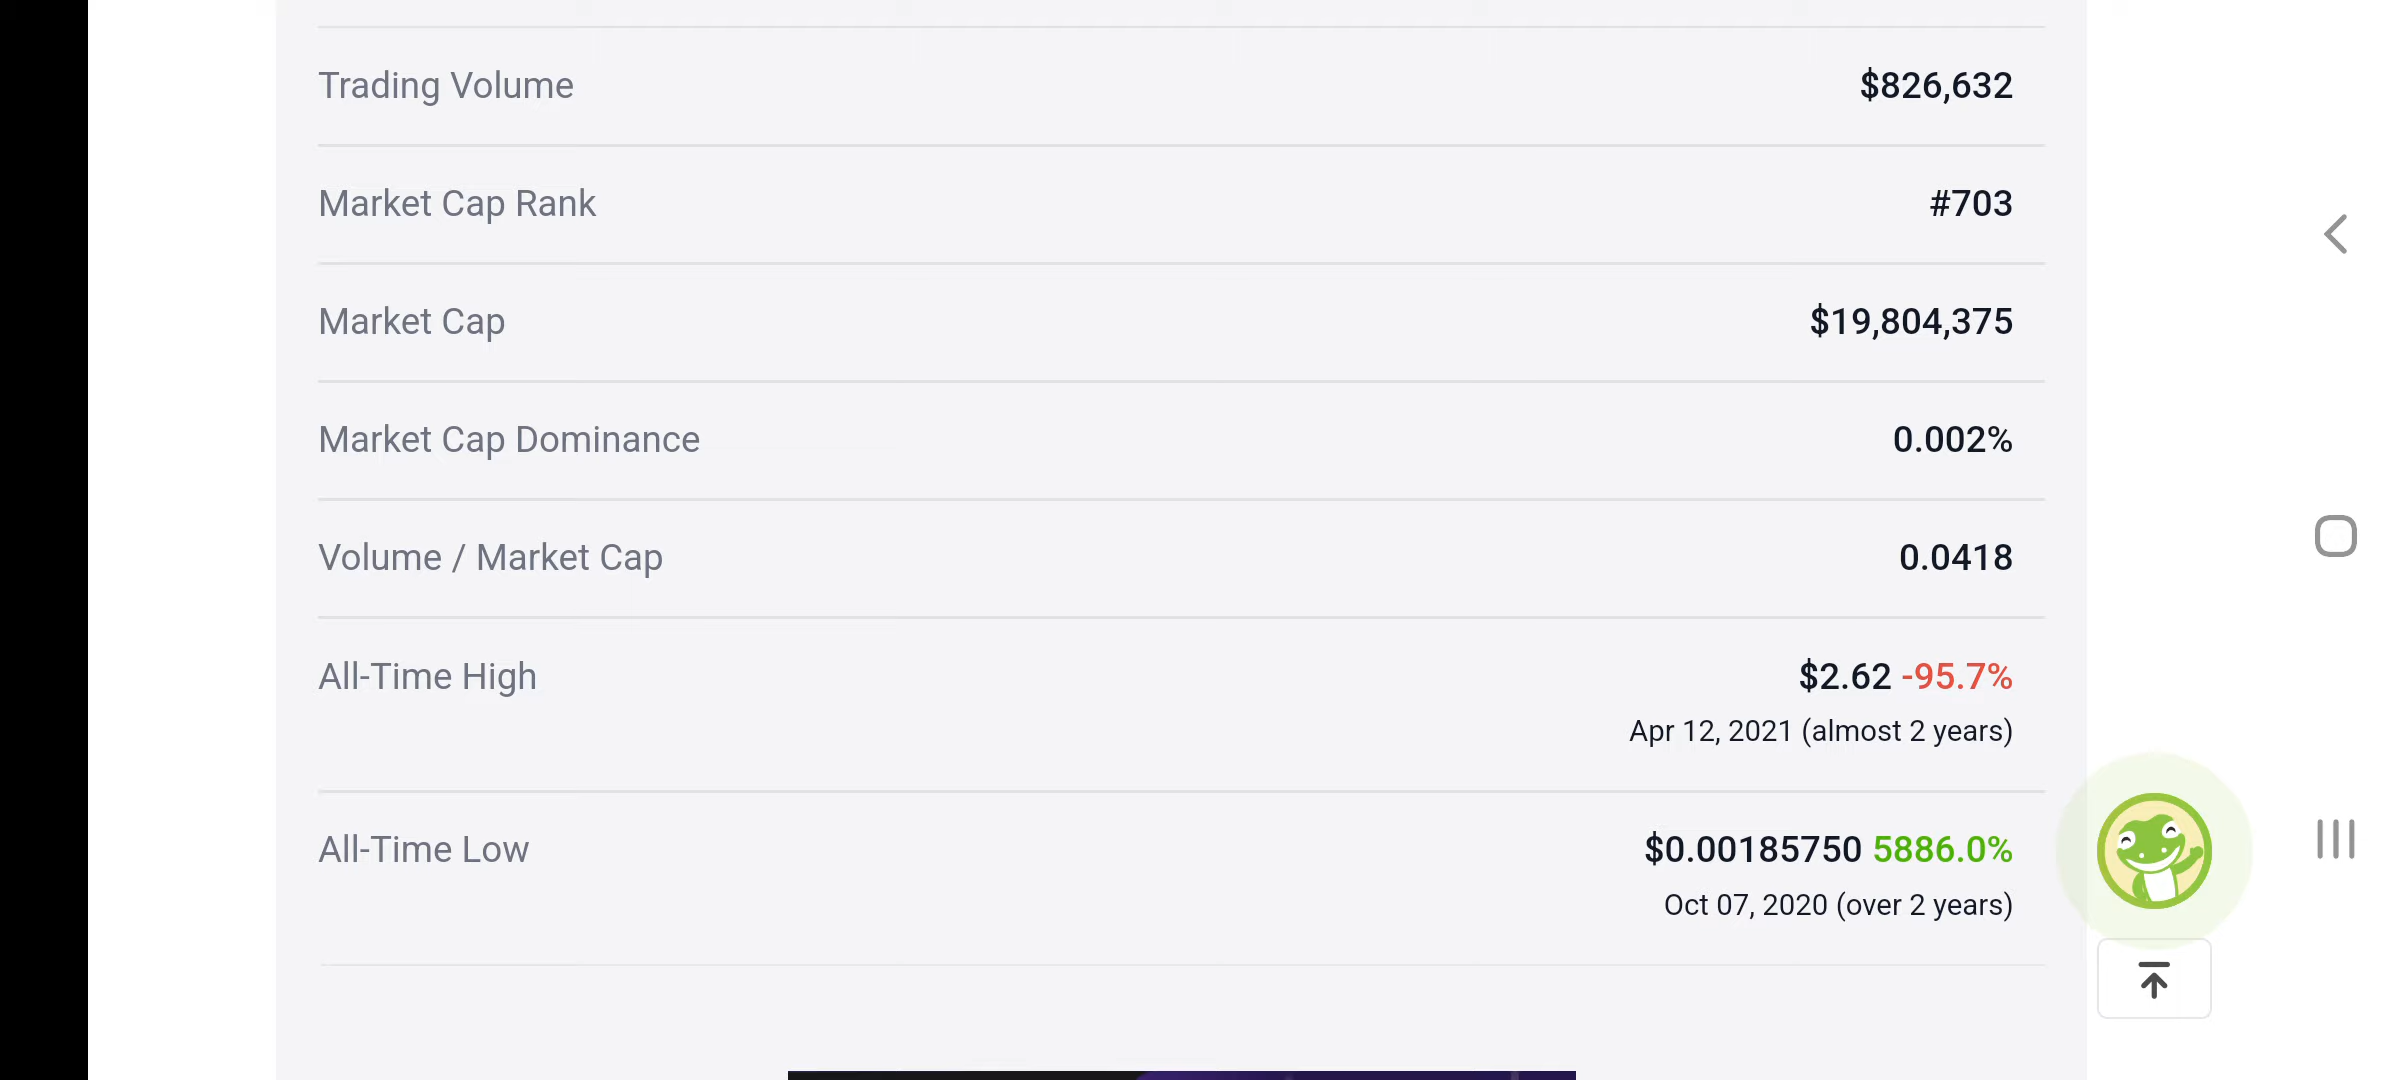 Trading Volume $826,632
Market Cap Rank #703
Market Cap $19,804,375
Market Cap Dominance 0.002%
Volume / Market Cap 0.0418
All-Time High $2.62 -95.7%
Apr 12, 2021 (almost 2 years)
All-Time Low $0.00185750 5886.0%
Oct 07, 2020 (over 2 years)